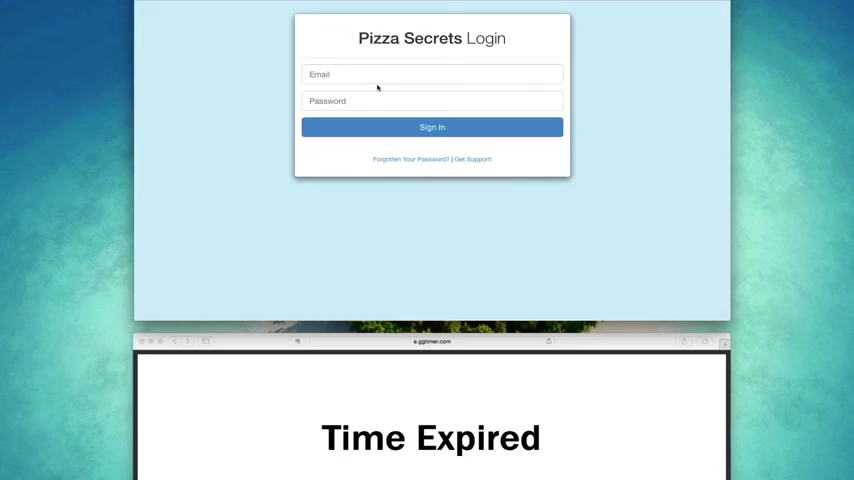 Pizza Secrets Login
Email
Password
Sign In
Forgotten Your Password? | Get Support!
e.ggtimer.com
Time Expired